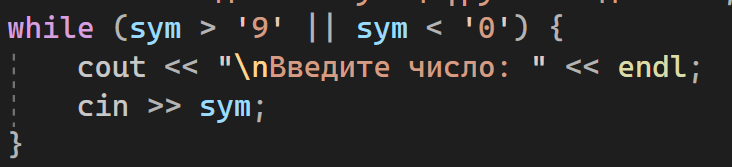 while (sym > '9' || sym < '0') {
    cout << "\nВведите число: " << endl;
    cin >> sym;
}